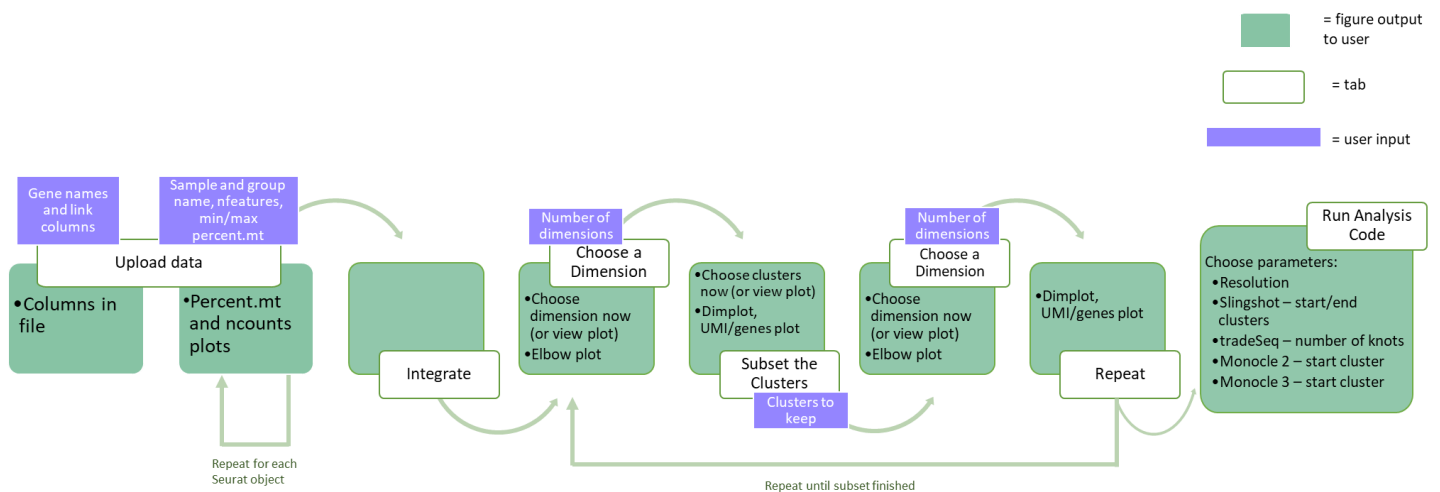 = figure output
to user
= tab
= user input
Gene names
and link
columns
Sample and group
name, nfeatures,
min/max
percent.mt
Upload data
•Columns in
file
•Percent.mt
and ncounts
plots
Repeat for each
Seurat object
Integrate
Number of
dimensions
Choose a
Dimension
•Choose
dimension now
(or view plot)
•Elbow plot
•Choose clusters
now (or view plot)
•Dimplot,
UMI/genes plot
Subset the
Clusters
Clusters to
keep
Number of
dimensions
Choose a
Dimension
•Choose
dimension now
(or view plot)
•Elbow plot
•Dimplot,
UMI/genes plot
Repeat
Repeat until subset finished
Run Analysis
Code
Choose parameters:
•Resolution
•Slingshot – start/end
clusters
•tradeSeq – number of knots
•Monocle 2 – start cluster
•Monocle 3 – start cluster